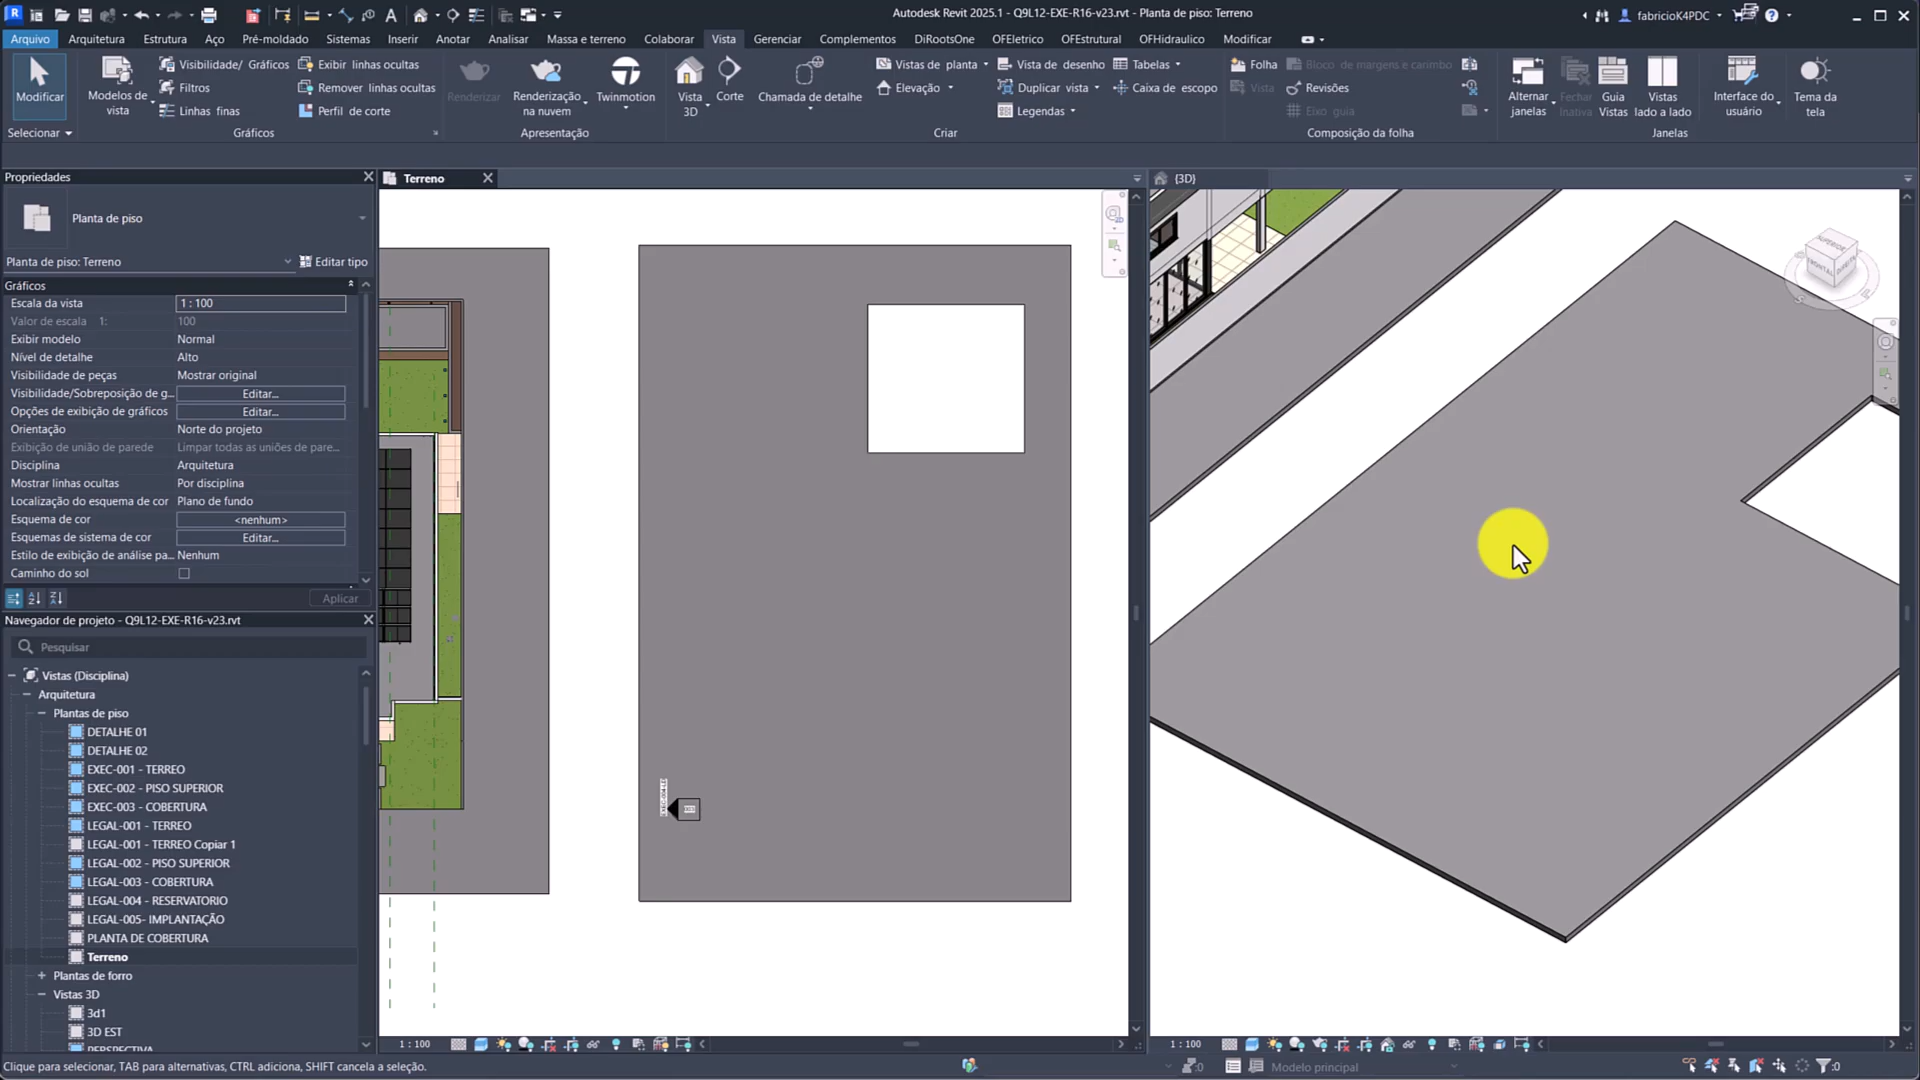 Autodesk Revit 2025.1 - Q9L12-EXE-R16-v23.rvt - Planta de piso: Terreno
fabricioK4PDC
Arquivo Arquitetura Estrutura Aço Pré-moldado Sistemas Inserir Anotar Analisar Massa e terreno Colaborar Vista Gerenciar Complementos DiRootsOne OFEletrico OFEstrutural OFHidraulico Modificar
Modificar
Modelos de vista
Visibilidade/ Gráficos
Filtros
Linhas finas
Exibir linhas ocultas
Remover linhas ocultas
Perfil de corte
Renderizar
Renderização na nuvem
Twinmotion
Vista 3D
Corte
Chamada de detalhe
Vistas de planta
Elevação
Vista de desenho
Duplicar vista
Legendas
Tabelas
Caixa de escopo
Folha
Vista
Bloco de margens e carimbo
Revisões
Eixo guia
Alternar janelas
Fechar Inativa
Guia Vistas
Vistas lado a lado
Interface do usuário
Tema da tela
Selecionar
Gráficos
Apresentação
Criar
Composição da folha
Janelas
Propriedades
Planta de piso
Planta de piso: Terreno
Editar tipo
Gráficos
Escala da vista 1 : 100
Valor de escala 1: 100
Exibir modelo Normal
Nível de detalhe Alto
Visibilidade de peças Mostrar original
Visibilidade/Sobreposição de g... Editar...
Opções de exibição de gráficos Editar...
Orientação Norte do projeto
Exibição de união de parede Limpar todas as uniões de pare...
Disciplina Arquitetura
Mostrar linhas ocultas Por disciplina
Localização do esquema de cor Plano de fundo
Esquema de cor <nenhum>
Esquemas de sistema de cor Editar...
Estilo de exibição de análise pa... Nenhum
Caminho do sol
Aplicar
Navegador de projeto - Q9L12-EXE-R16-v23.rvt
Pesquisar
Vistas (Disciplina)
Arquitetura
Plantas de piso
DETALHE 01
DETALHE 02
EXEC-001 - TERREO
EXEC-002 - PISO SUPERIOR
EXEC-003 - COBERTURA
LEGAL-001 - TERREO
LEGAL-001 - TERREO Copiar 1
LEGAL-002 - PISO SUPERIOR
LEGAL-003 - COBERTURA
LEGAL-004 - RESERVATORIO
LEGAL-005- IMPLANTAÇÃO
PLANTA DE COBERTURA
Terreno
Plantas de forro
Vistas 3D
3d1
3D EST
PERSPECTIVA
Terreno
{3D}
SUPERIOR
FRONTAL
DIREITA
1 : 100
1 : 100
Clique para selecionar, TAB para alternativas, CTRL adiciona, SHIFT cancela a seleção.
:0
Modelo principal
:0